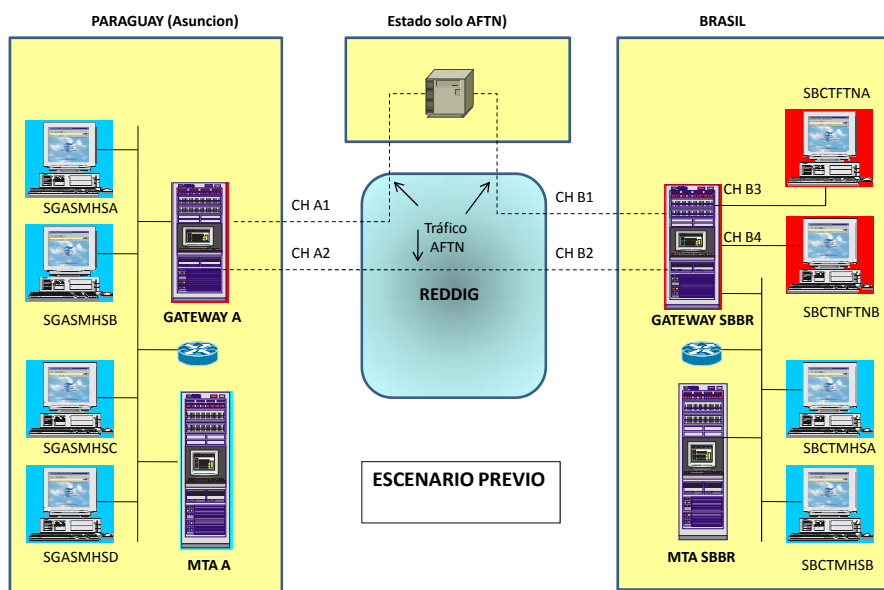 PARAGUAY (Asuncion)
Estado solo AFTN)
BRASIL
SGASMHSA
SGASMHSB
GATEWAY A
SGASMHSC
SGASMHSD
MTA A
CH A1
CH A2
Tráfico
AFTN
REDDIG
CH B1
CH B2
ESCENARIO PREVIO
SBCTFTNA
CH B3
CH B4
SBCTNFTNB
GATEWAY SBBR
SBCTMHSA
MTA SBBR
SBCTMHSB